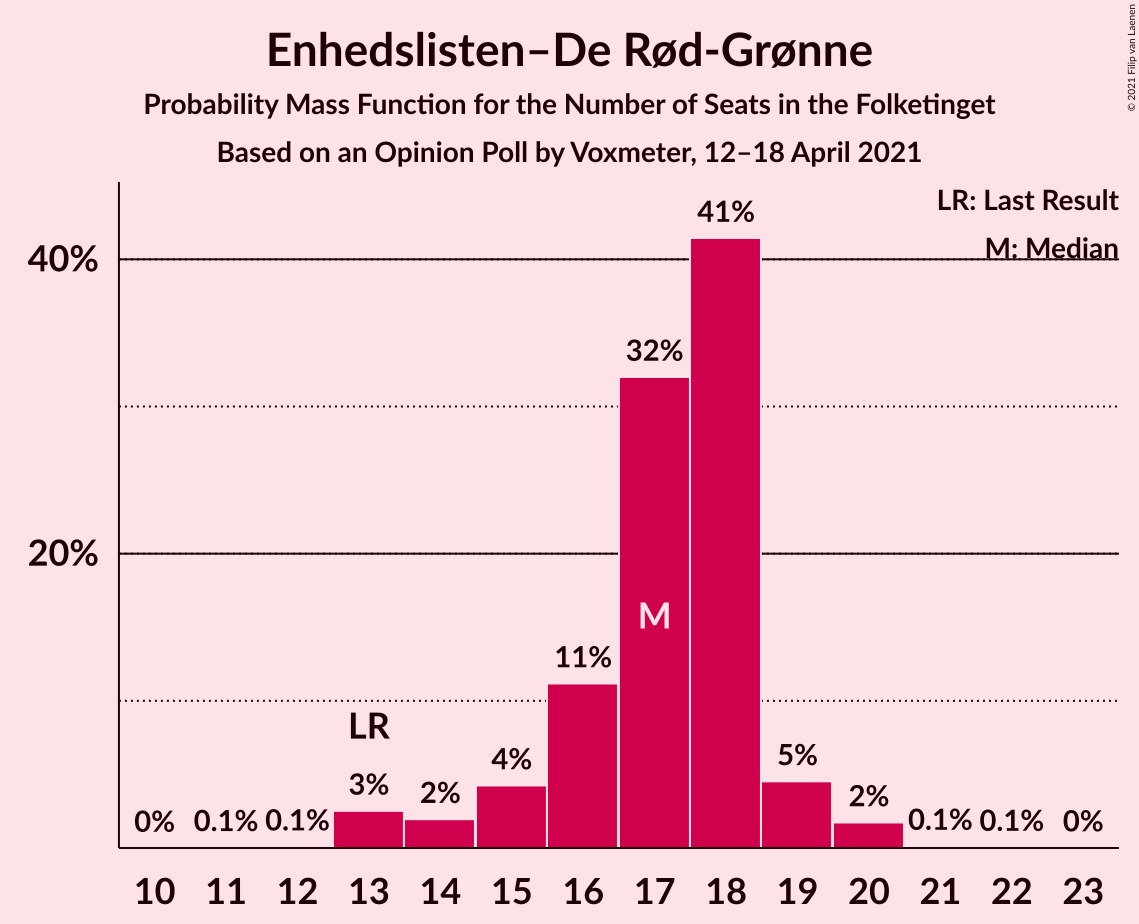 Enhedslisten–De Rød-Grønne
Probability Mass Function for the Number of Seats in the Folketinget
Based on an Opinion Poll by Voxmeter, 12–18 April 2021
© 2021 Filip van Laenen
LR: Last Result
M: Median
41%
40%
32%
20%
M
11%
LR
5%
4%
3%
2%
2%
0%
0.1%
0.1%
0.1%
0.1%
0%
10 11 12 13 14 15 16 17 18 19 20 21 22 23